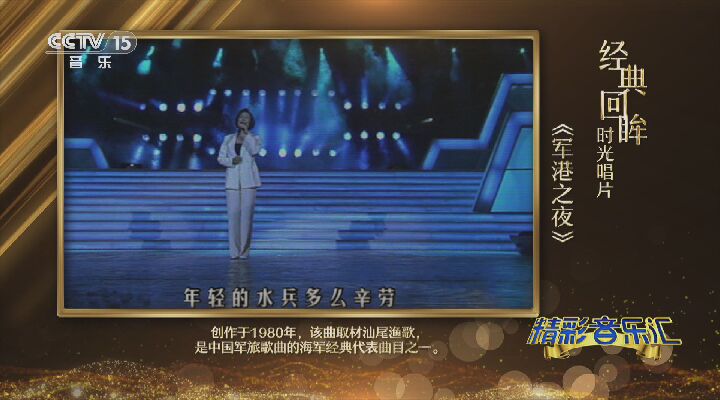 CCTV 15
音乐
经典回眸
时光唱片
《军港之夜》
年轻的水兵多么辛劳
创作于1980年，该曲取材汕尾渔歌，
是中国军旅歌曲的海军经典代表曲目之一。
精彩音乐汇